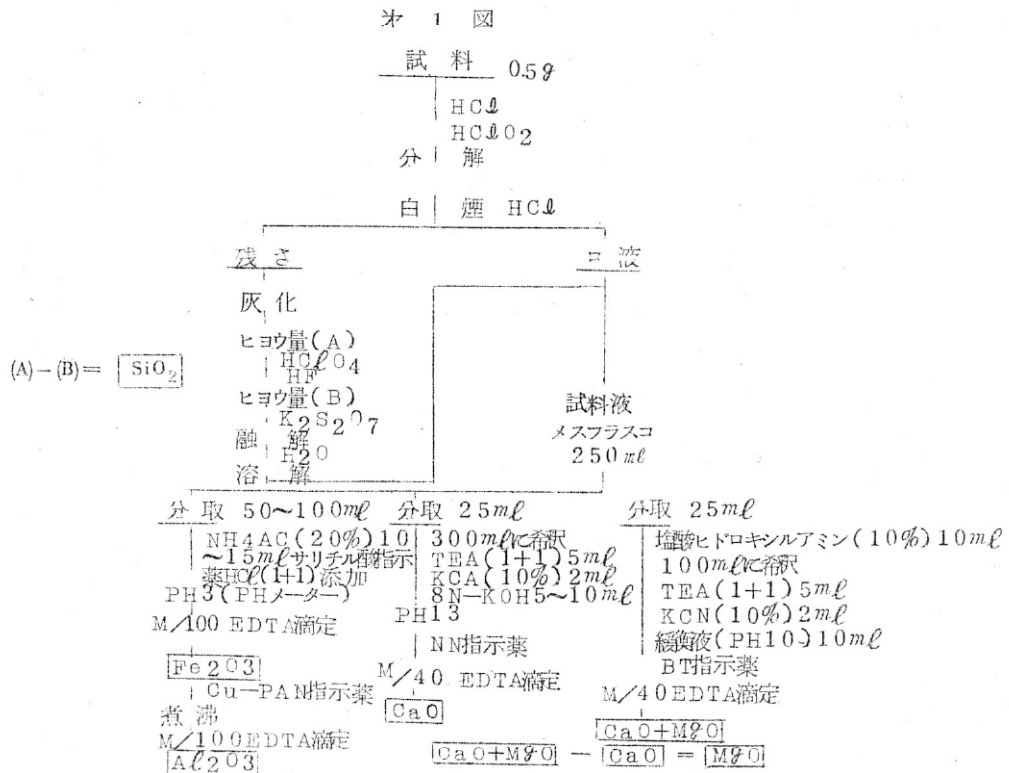 第 1 図
試 料 0.5g
HCl
HClO2
分 解
白 煙 HCl
残 さ
ロ 液
灰 化
ヒヨウ量(A)
HClO4
HF
(A)-(B)= SiO2
ヒヨウ量(B)
K2S2O7
融 解
H2O
溶 解
試料液
メスフラスコ
250ml
分 取 50~100ml
NH4AC(20%)10
~15mlサリチル酸指示
薬HCl(1+1)添加
PH3(PHメーター)
M/100 EDTA滴定
Fe2O3
Cu-PAN指示薬
煮 沸
M/100EDTA滴定
Al2O3
分取 25ml
300mlに希釈
TEA(1+1)5ml
KCA(10%)2ml
8N-KOH5~10ml
PH13
NN指示薬
M/40 EDTA滴定
CaO
分取 25ml
塩酸ヒドロキシルアミン(10%)10ml
100mlに希釈
TEA(1+1)5ml
KCN(10%)2ml
緩衡液(PH10)10ml
BT指示薬
M/40EDTA滴定
CaO+MgO
CaO+MgO - CaO = MgO